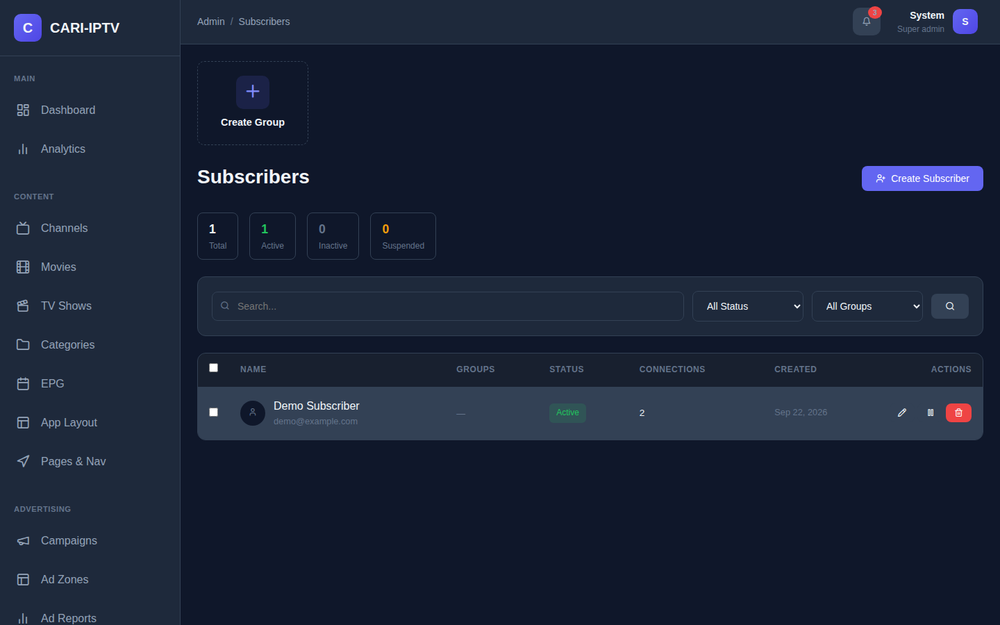 C CARI-IPTV
Admin / Subscribers
3
System
Super admin
S
MAIN
Dashboard
Analytics
CONTENT
Channels
Movies
TV Shows
Categories
EPG
App Layout
Pages & Nav
ADVERTISING
Campaigns
Ad Zones
Ad Reports
Create Group
Subscribers
Create Subscriber
1 1 0 0
Total Active Inactive Suspended
Search... All Status All Groups
NAME GROUPS STATUS CONNECTIONS CREATED ACTIONS
Demo Subscriber
demo@example.com
— Active 2 Sep 22, 2026